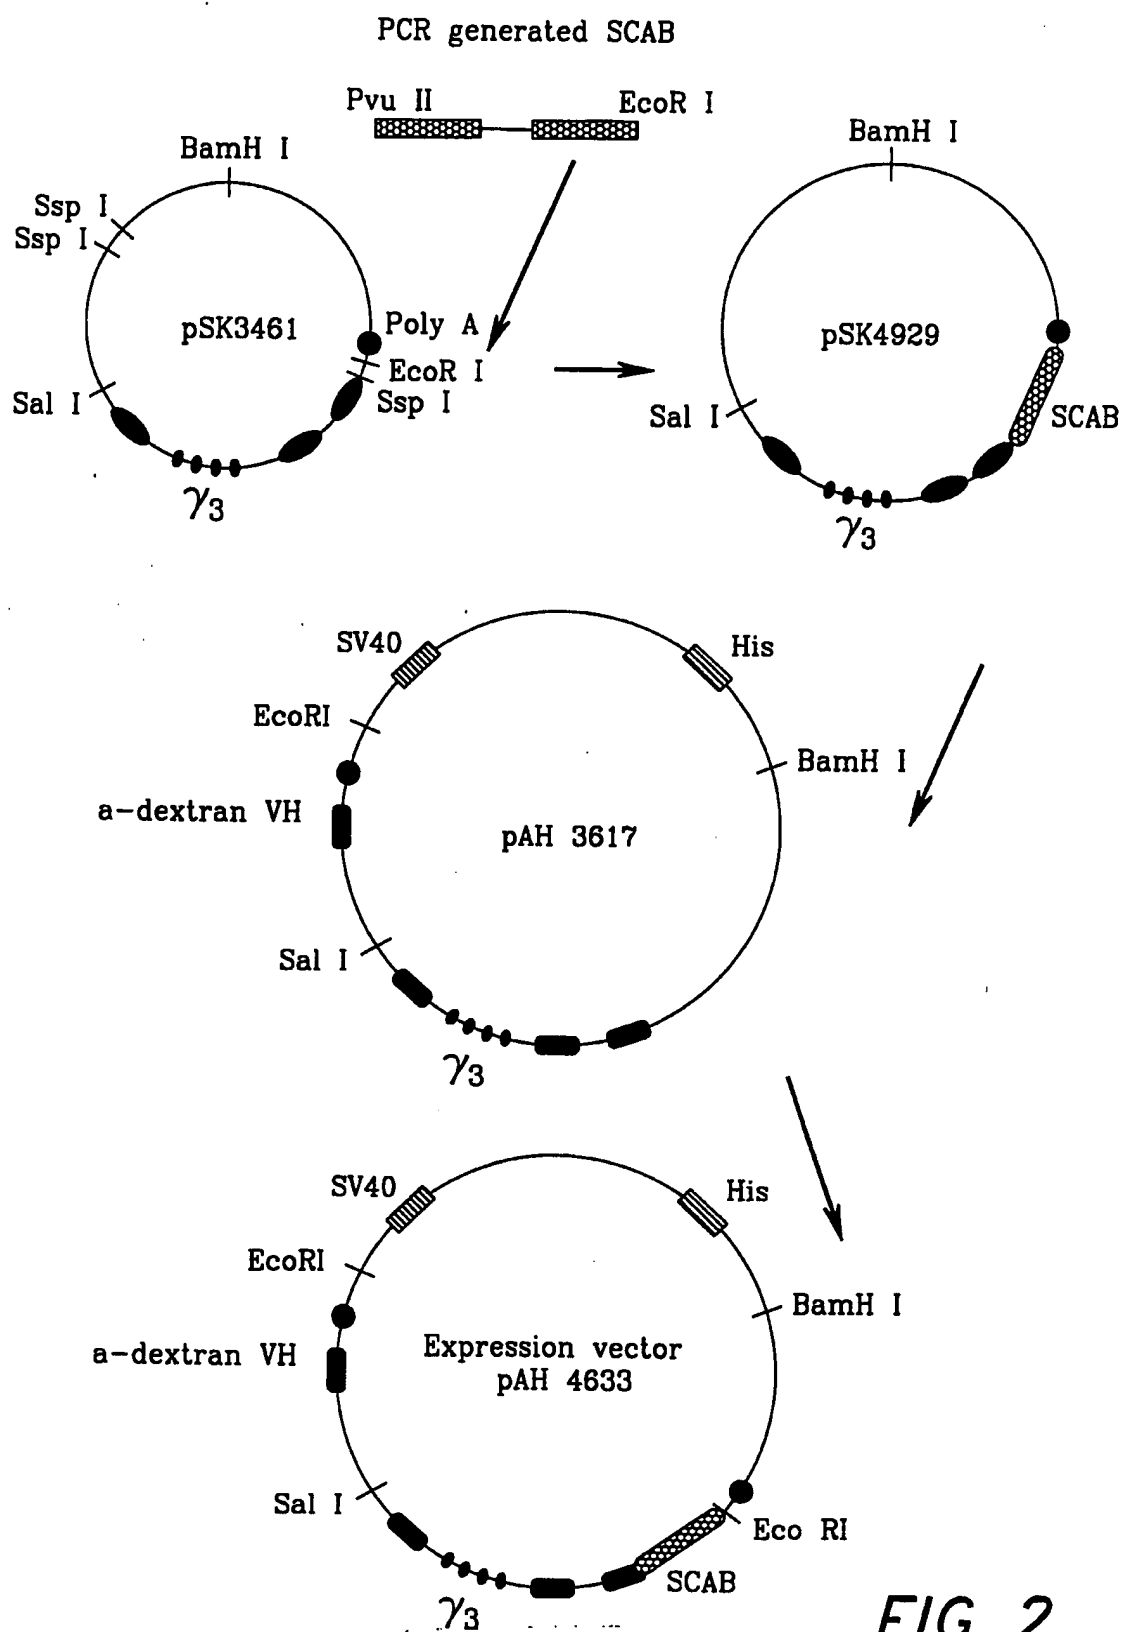 PCR generated SCAB
Pvu II
EcoR I
BamH I
Ssp I
Ssp I
pSK3461
Poly A
EcoR I
Ssp I
Sal I
γ3
BamH I
pSK4929
Sal I
SCAB
γ3
SV40
His
EcoRI
BamH I
a-dextran VH
pAH 3617
Sal I
γ3
SV40
His
EcoRI
BamH I
a-dextran VH
Expression vector
pAH 4633
Sal I
Eco RI
SCAB
γ3
FIG. 2